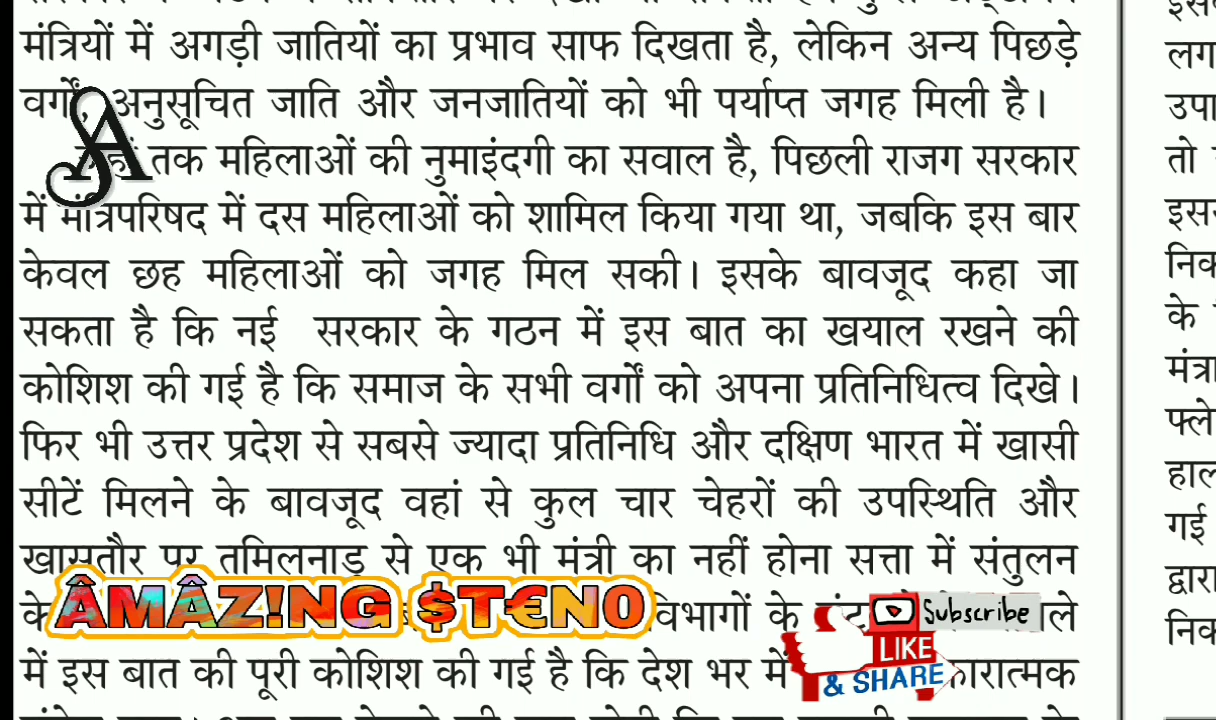 मंत्रियों में अगड़ी जातियों का प्रभाव साफ दिखता है, लेकिन अन्य पिछड़े
वर्गों, अनुसूचित जाति और जनजातियों को भी पर्याप्त जगह मिली है।
तक महिलाओं की नुमाइंदगी का सवाल है, पिछली राजग सरकार
में मंत्रिपरिषद में दस महिलाओं को शामिल किया गया था, जबकि इस बार
केवल छह महिलाओं को जगह मिल सकी। इसके बावजूद कहा जा
सकता है कि नई सरकार के गठन में इस बात का खयाल रखने की
कोशिश की गई है कि समाज के सभी वर्गों को अपना प्रतिनिधित्व दिखे।
फिर भी उत्तर प्रदेश से सबसे ज्यादा प्रतिनिधि और दक्षिण भारत में खासी
सीटें मिलने के बावजूद वहां से कुल चार चेहरों की उपस्थिति और
खासतौर पर तमिलनाडु से एक भी मंत्री का नहीं होना सत्ता में संतुलन
विभागों के
में इस बात की पूरी कोशिश की गई है कि देश भर में
ÂMÂZ!NG $T€NO
Subscribe
LIKE
& SHARE
तो
के
गई